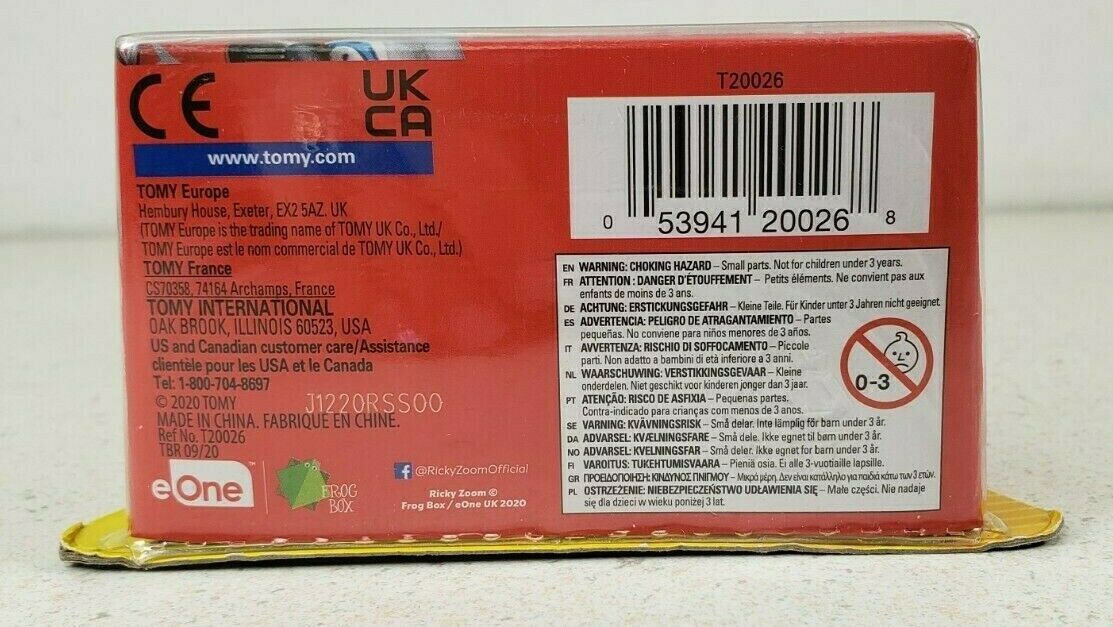 CE
UK
CA
www.tomy.com
TOMY Europe
Hembury House, Exeter, EX2 5AZ. UK
(TOMY Europe is the trading name of TOMY UK Co., Ltd./
TOMY Europe est le nom commercial de TOMY UK Co., Ltd.)
TOMY France
CS70358, 74164 Archamps, France
TOMY INTERNATIONAL
OAK BROOK, ILLINOIS 60523, USA
US and Canadian customer care/Assistance
clientèle pour les USA et le Canada
Tel: 1-800-704-8697
© 2020 TOMY
J1220RSS00
MADE IN CHINA. FABRIQUE EN CHINE.
Ref No. T20026
TBR 09/20
eOne™
FROG
BOX
@RickyZoomOfficial
Ricky Zoom ©
Frog Box / eOne UK 2020
T20026
0 53941 20026 8
EN WARNING: CHOKING HAZARD – Small parts. Not for children under 3 years.
FR ATTENTION : DANGER D'ÉTOUFFEMENT – Petits éléments. Ne convient pas aux
enfants de moins de 3 ans.
DE ACHTUNG: ERSTICKUNGSGEFAHR – Kleine Teile. Für Kinder unter 3 Jahren nicht geeignet.
ES ADVERTENCIA: PELIGRO DE ATRAGANTAMIENTO – Partes
pequeñas. No conviene para niños menores de 3 años.
IT AVVERTENZA: RISCHIO DI SOFFOCAMENTO – Piccole
parti. Non adatto a bambini di età inferiore a 3 anni.
NL WAARSCHUWING: VERSTIKKINGSGEVAAR – Kleine
onderdelen. Niet geschikt voor kinderen jonger dan 3 jaar.
PT ATENÇÃO: RISCO DE ASFIXIA – Pequenas partes.
Contra-indicado para crianças com menos de 3 anos.
SE VARNING: KVÄVNINGSRISK – Små delar. Inte lämplig för barn under 3 år.
DA ADVARSEL: KVÆLNINGSFARE – Små dele. Ikke egnet til børn under 3 år.
NO ADVARSEL: KVELNINGSFAR – Små deler. Ikke egnet for barn under 3 år.
FI VAROITUS: TUKEHTUMISVAARA – Pieniä osia. Ei alle 3-vuotiaille lapsille.
GR ΠΡΟΕΙΔΟΠΟΙΗΣΗ: ΚΙΝΔΥΝΟΣ ΠΝΙΓΜΟΥ – Μικρά μέρη. Δεν είναι κατάλληλο για παιδιά κάτω των 3 ετών.
PL OSTRZEŻENIE: NIEBEZPIECZEŃSTWO UDŁAWIENIA SIĘ – Małe części. Nie nadaje
się dla dzieci w wieku poniżej 3 lat.
0-3